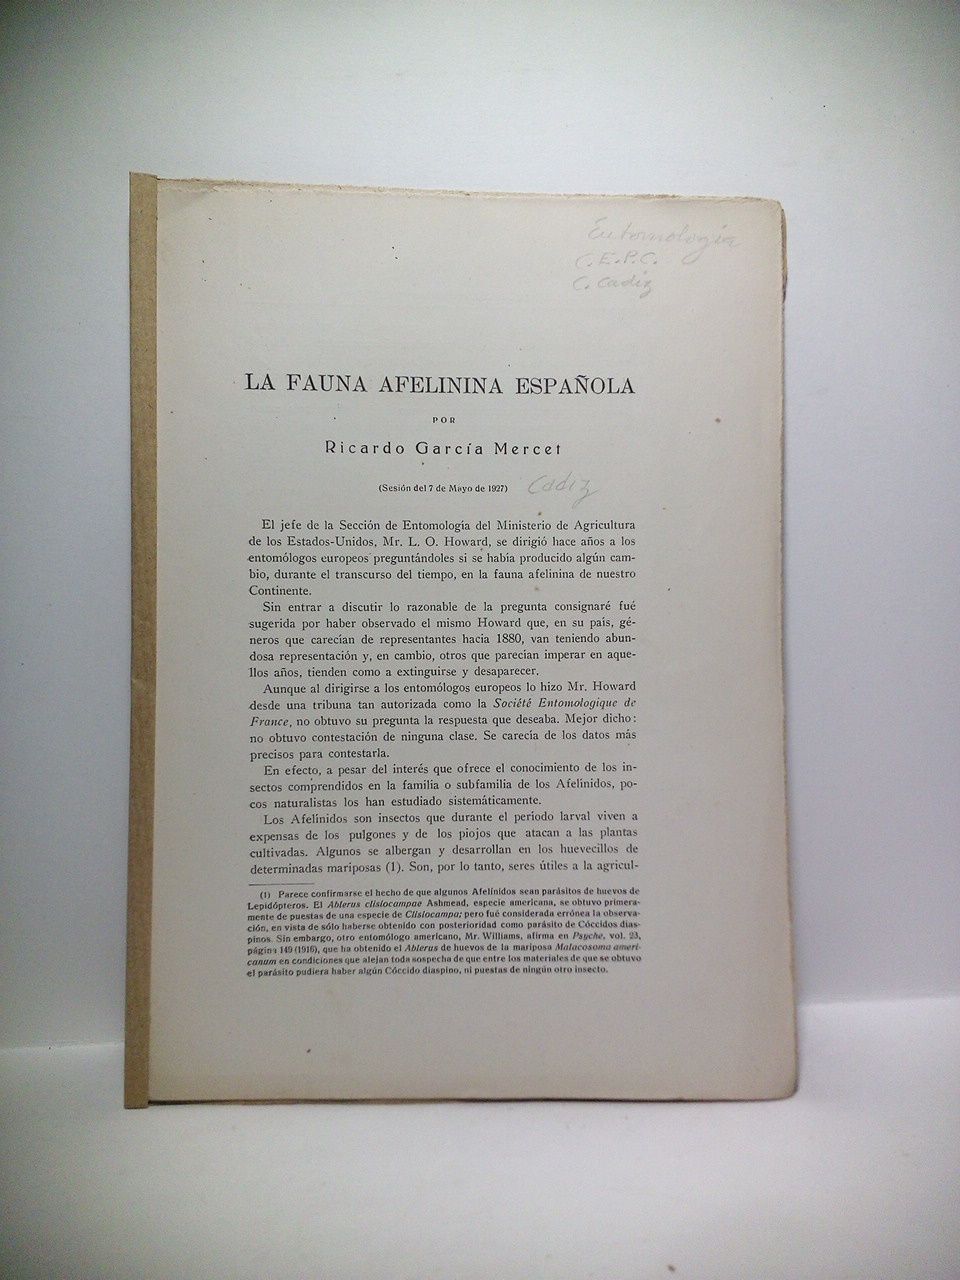 Entomología
C.E.P.C.
C. Cadiz
LA FAUNA AFELININA ESPAÑOLA
POR
Ricardo García Mercet
(Sesión del 7 de Mayo de 1927)
Cadiz
El jefe de la Sección de Entomología del Ministerio de Agricultura
de los Estados-Unidos, Mr. L. O. Howard, se dirigió hace años a los
entomólogos europeos preguntándoles si se había producido algún cam-
bio, durante el transcurso del tiempo, en la fauna afelinina de nuestro
Continente.
Sin entrar a discutir lo razonable de la pregunta consignaré fué
sugerida por haber observado el mismo Howard que, en su país, gé-
neros que carecían de representantes hacia 1880, van teniendo abun-
dosa representación y, en cambio, otros que parecían imperar en aque-
llos años, tienden como a extinguirse y desaparecer.
Aunque al dirigirse a los entomólogos europeos lo hizo Mr. Howard
desde una tribuna tan autorizada como la Société Entomologique de
France, no obtuvo su pregunta la respuesta que deseaba. Mejor dicho:
no obtuvo contestación de ninguna clase. Se carecía de los datos más
precisos para contestarla.
En efecto, a pesar del interés que ofrece el conocimiento de los in-
sectos comprendidos en la familia o subfamilia de los Afelínidos, po-
cos naturalistas los han estudiado sistemáticamente.
Los Afelínidos son insectos que durante el período larval viven a
expensas de los pulgones y de los piojos que atacan a las plantas
cultivadas. Algunos se albergan y desarrollan en los huevecillos de
determinadas mariposas (1). Son, por lo tanto, seres útiles a la agricul-
(1) Parece confirmarse el hecho de que algunos Afelínidos sean parásitos de huevos de
Lepidópteros. El Ablerus clisiocampae Ashmead, especie americana, se obtuvo primera-
mente de puestas de una especie de Clisiocampa; pero fué considerada errónea la observa-
ción, en vista de sólo haberse obtenido con posterioridad como parásito de Cóccidos dias-
pinos. Sin embargo, otro entomólogo americano, Mr. Williams, afirma en Psyche, vol. 23,
página 149 (1916), que ha obtenido el Ablerus de huevos de la mariposa Malacosoma ameri-
canum en condiciones que alejan toda sospecha de que entre los materiales de que se obtuvo
el parásito pudiera haber algún Cóccido diaspino, ni puestas de ningún otro insecto.